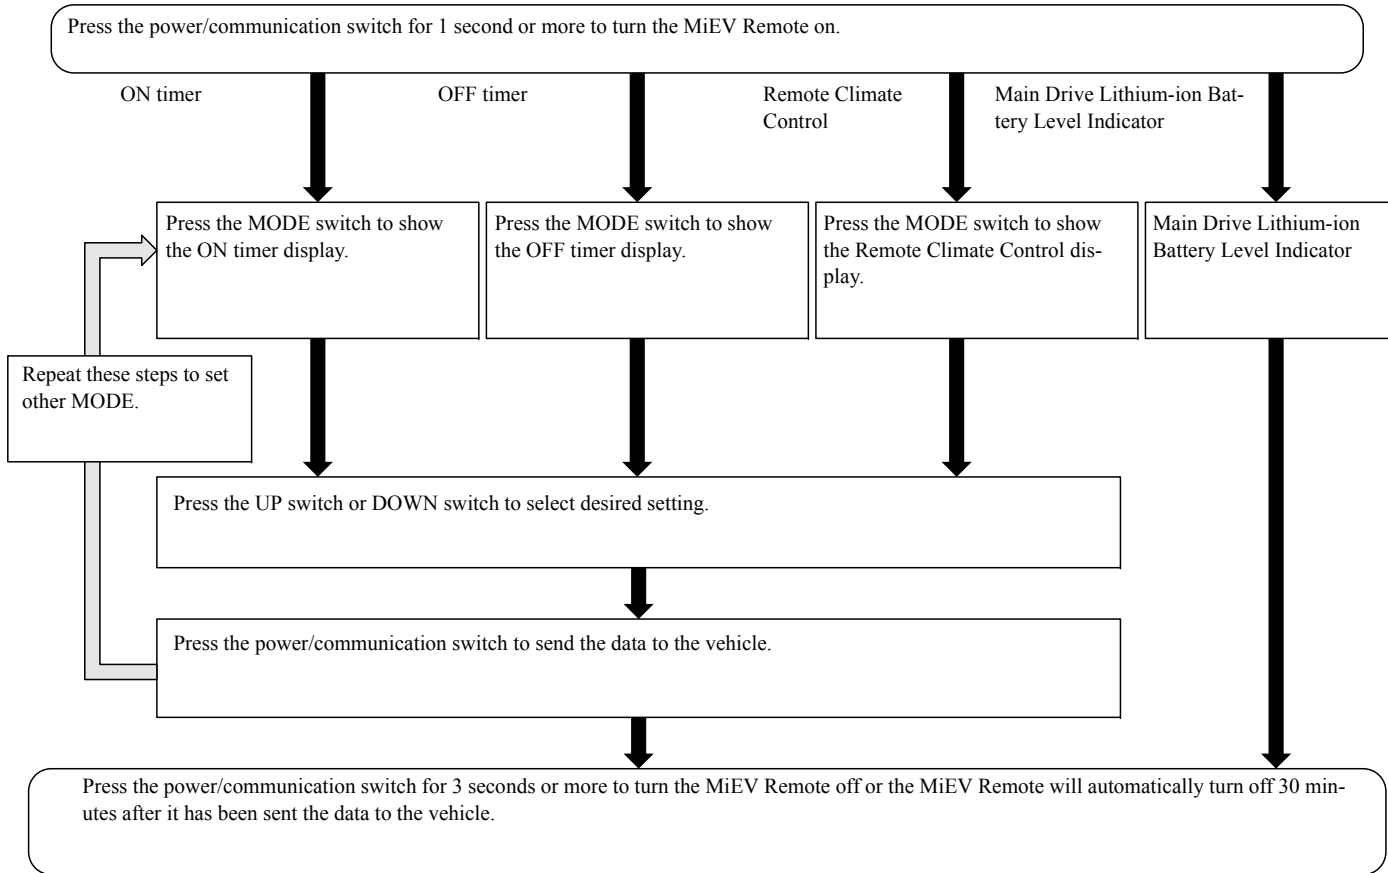 Press the power/communication switch for 1 second or more to turn the MiEV Remote on.
ON timer
OFF timer
Remote Climate
Control
Main Drive Lithium-ion Bat-
tery Level Indicator
Press the MODE switch to show
the ON timer display.
Press the MODE switch to show
the OFF timer display.
Press the MODE switch to show
the Remote Climate Control dis-
play.
Main Drive Lithium-ion
Battery Level Indicator
Repeat these steps to set
other MODE.
Press the UP switch or DOWN switch to select desired setting.
Press the power/communication switch to send the data to the vehicle.
Press the power/communication switch for 3 seconds or more to turn the MiEV Remote off or the MiEV Remote will automatically turn off 30 min-
utes after it has been sent the data to the vehicle.